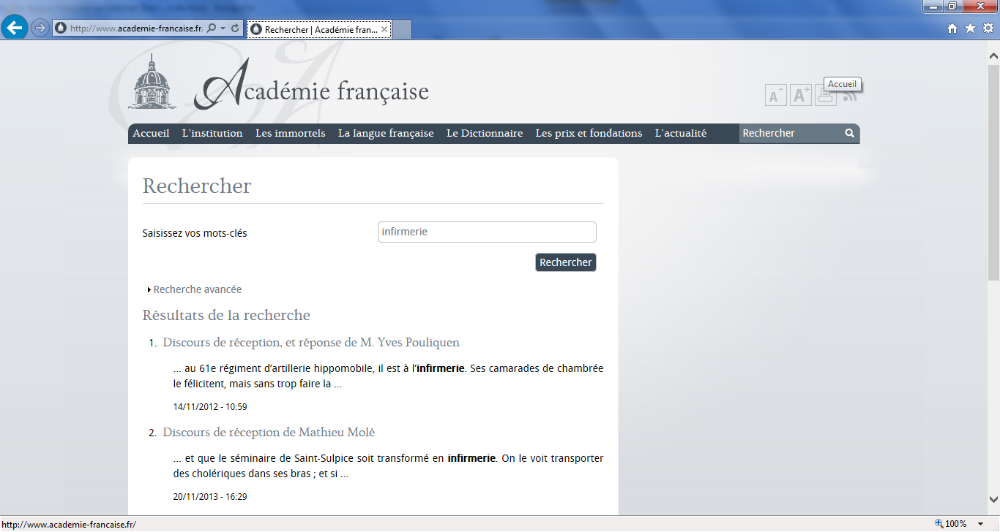 http://www.academie-francaise.fr
Rechercher | Académie fran...
Académie française
A-
A+
Accueil
Accueil L'institution Les immortels La langue française Le Dictionnaire Les prix et fondations L'actualité Rechercher
Rechercher
Saisissez vos mots-clés infirmerie
Rechercher
Recherche avancée
Résultats de la recherche
1. Discours de réception, et réponse de M. Yves Pouliquen
... au 61e régiment d'artillerie hippomobile, il est à l'infirmerie. Ses camarades de chambrée
le félicitent, mais sans trop faire la ...
14/11/2012 - 10:59
2. Discours de réception de Mathieu Molé
... et que le séminaire de Saint-Sulpice soit transformé en infirmerie. On le voit transporter
des cholériques dans ses bras ; et si ...
20/11/2013 - 16:29
http://www.academie-francaise.fr/
100%